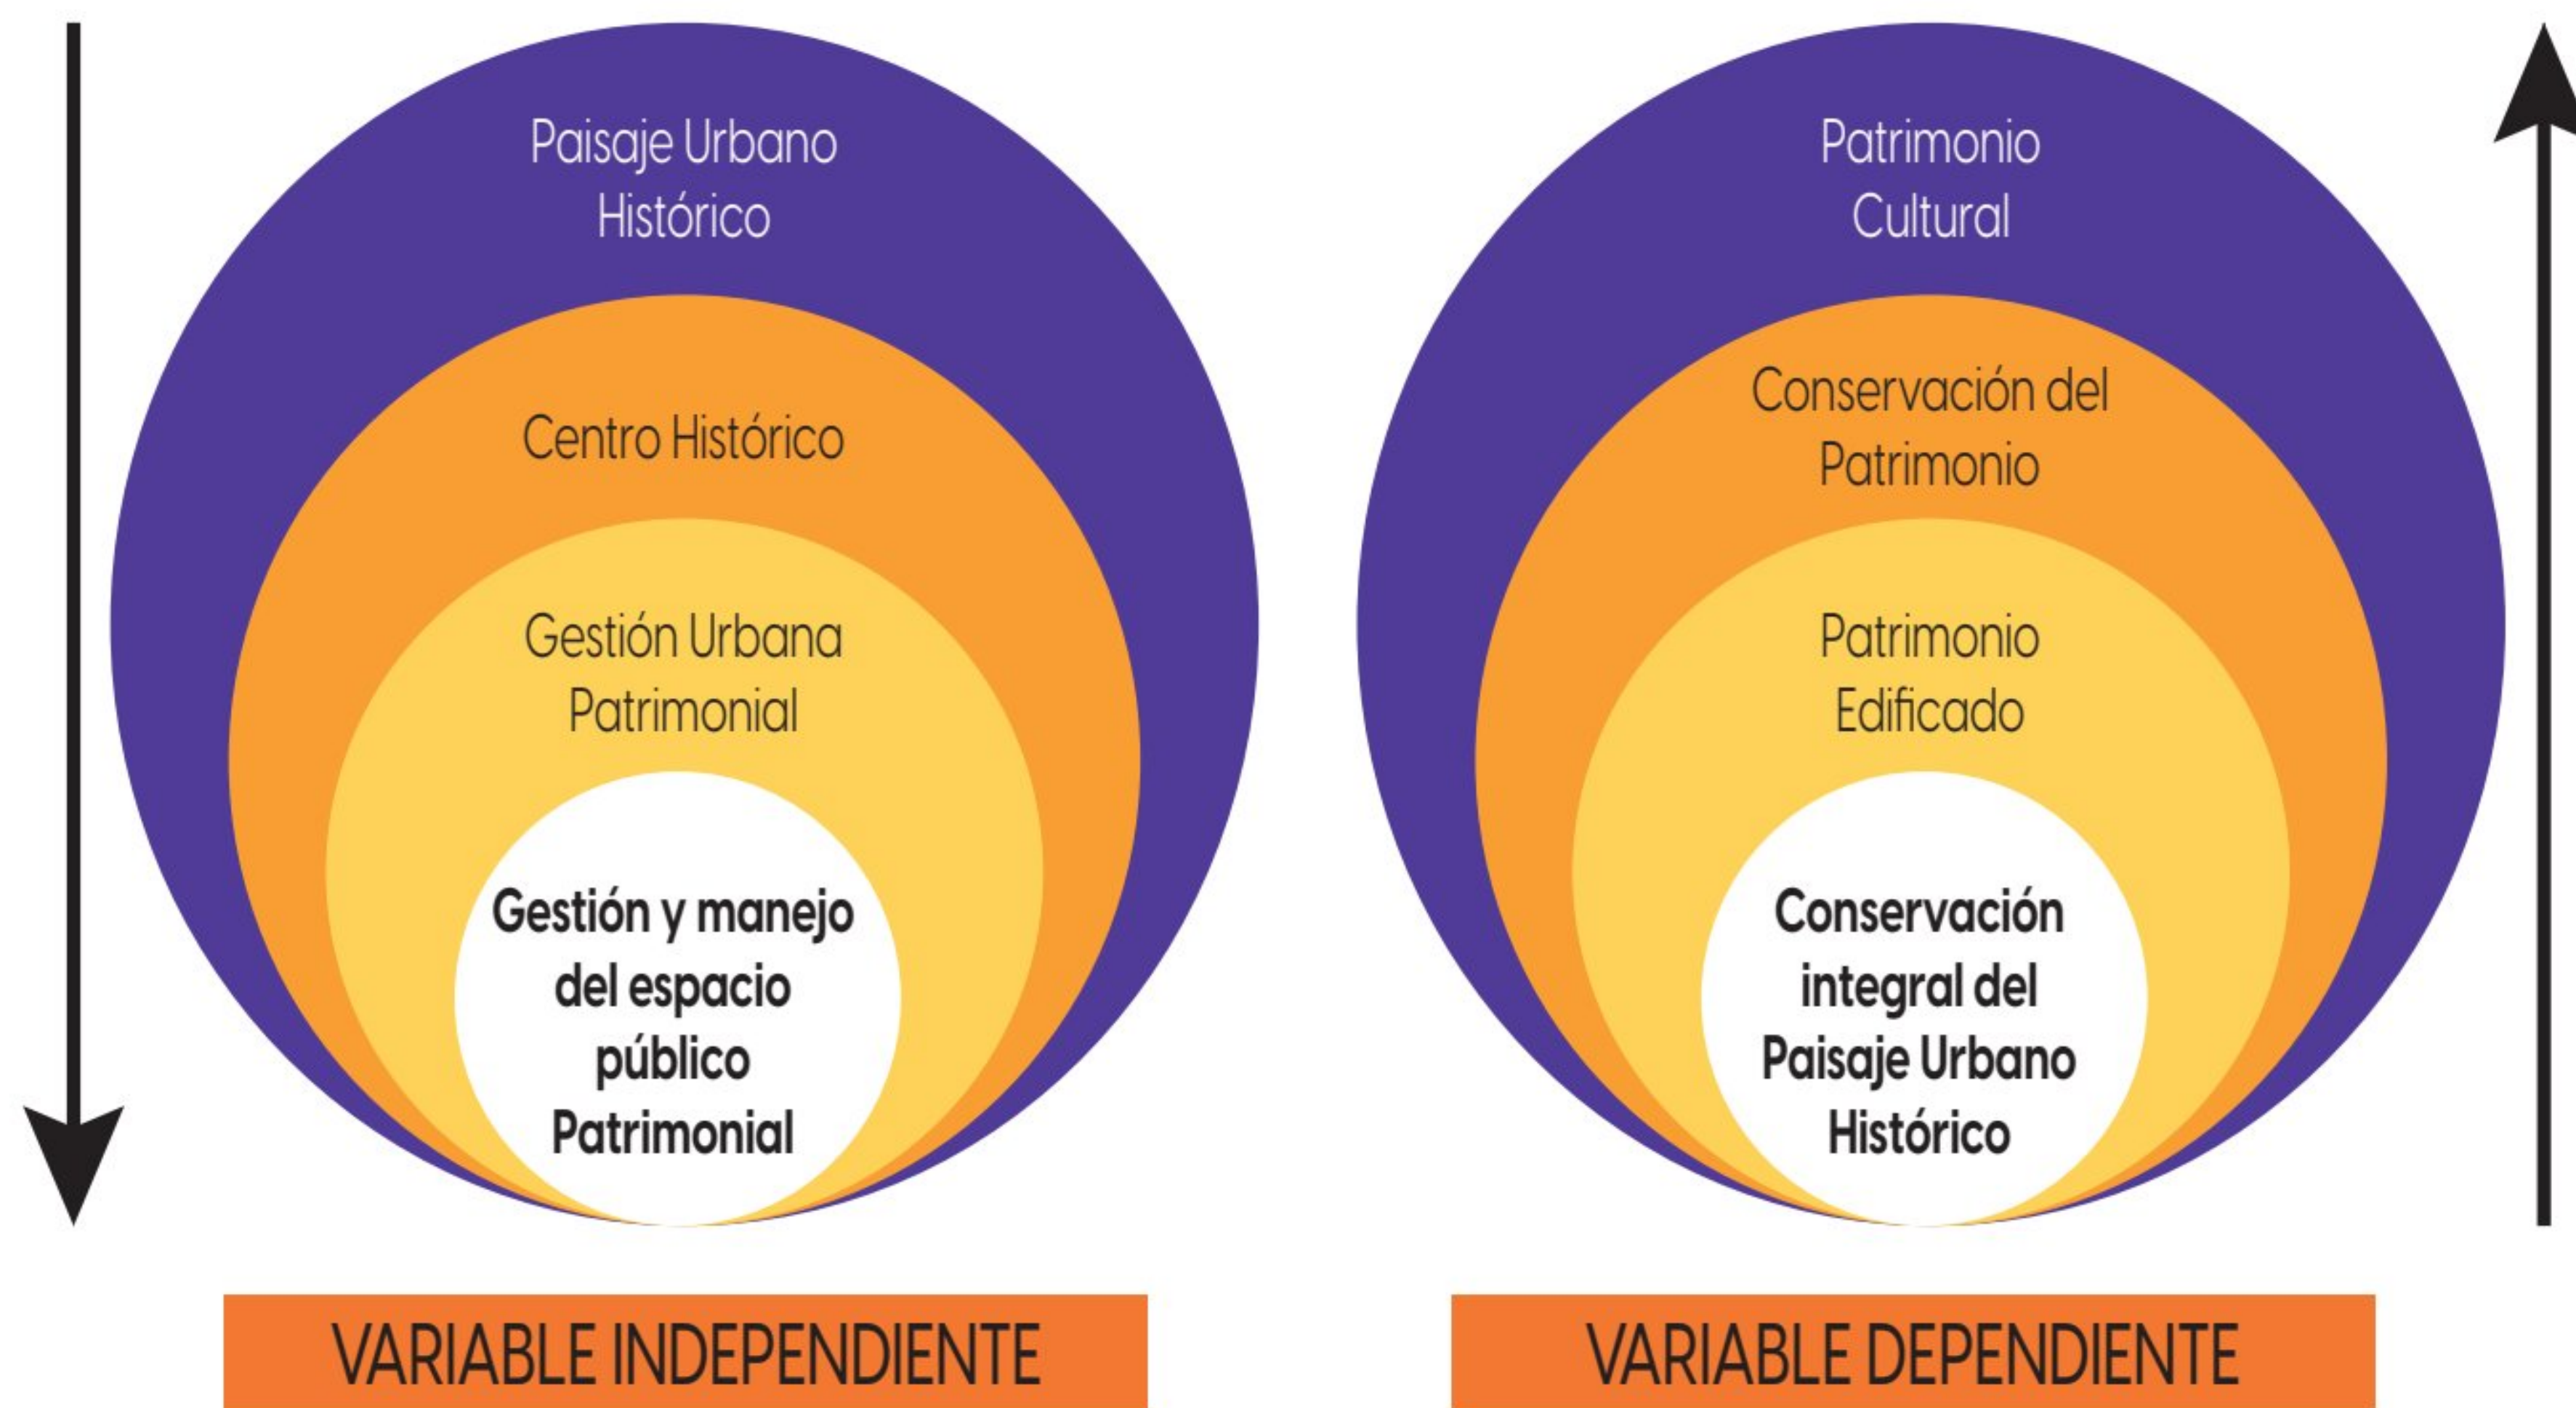 Paisaje Urbano
Histórico
Centro Histórico
Gestión Urbana
Patrimonial
Gestión y manejo
del espacio
público
Patrimonial
VARIABLE INDEPENDIENTE
Patrimonio
Cultural
Conservación del
Patrimonio
Patrimonio
Edificado
Conservación
integral del
Paisaje Urbano
Histórico
VARIABLE DEPENDIENTE